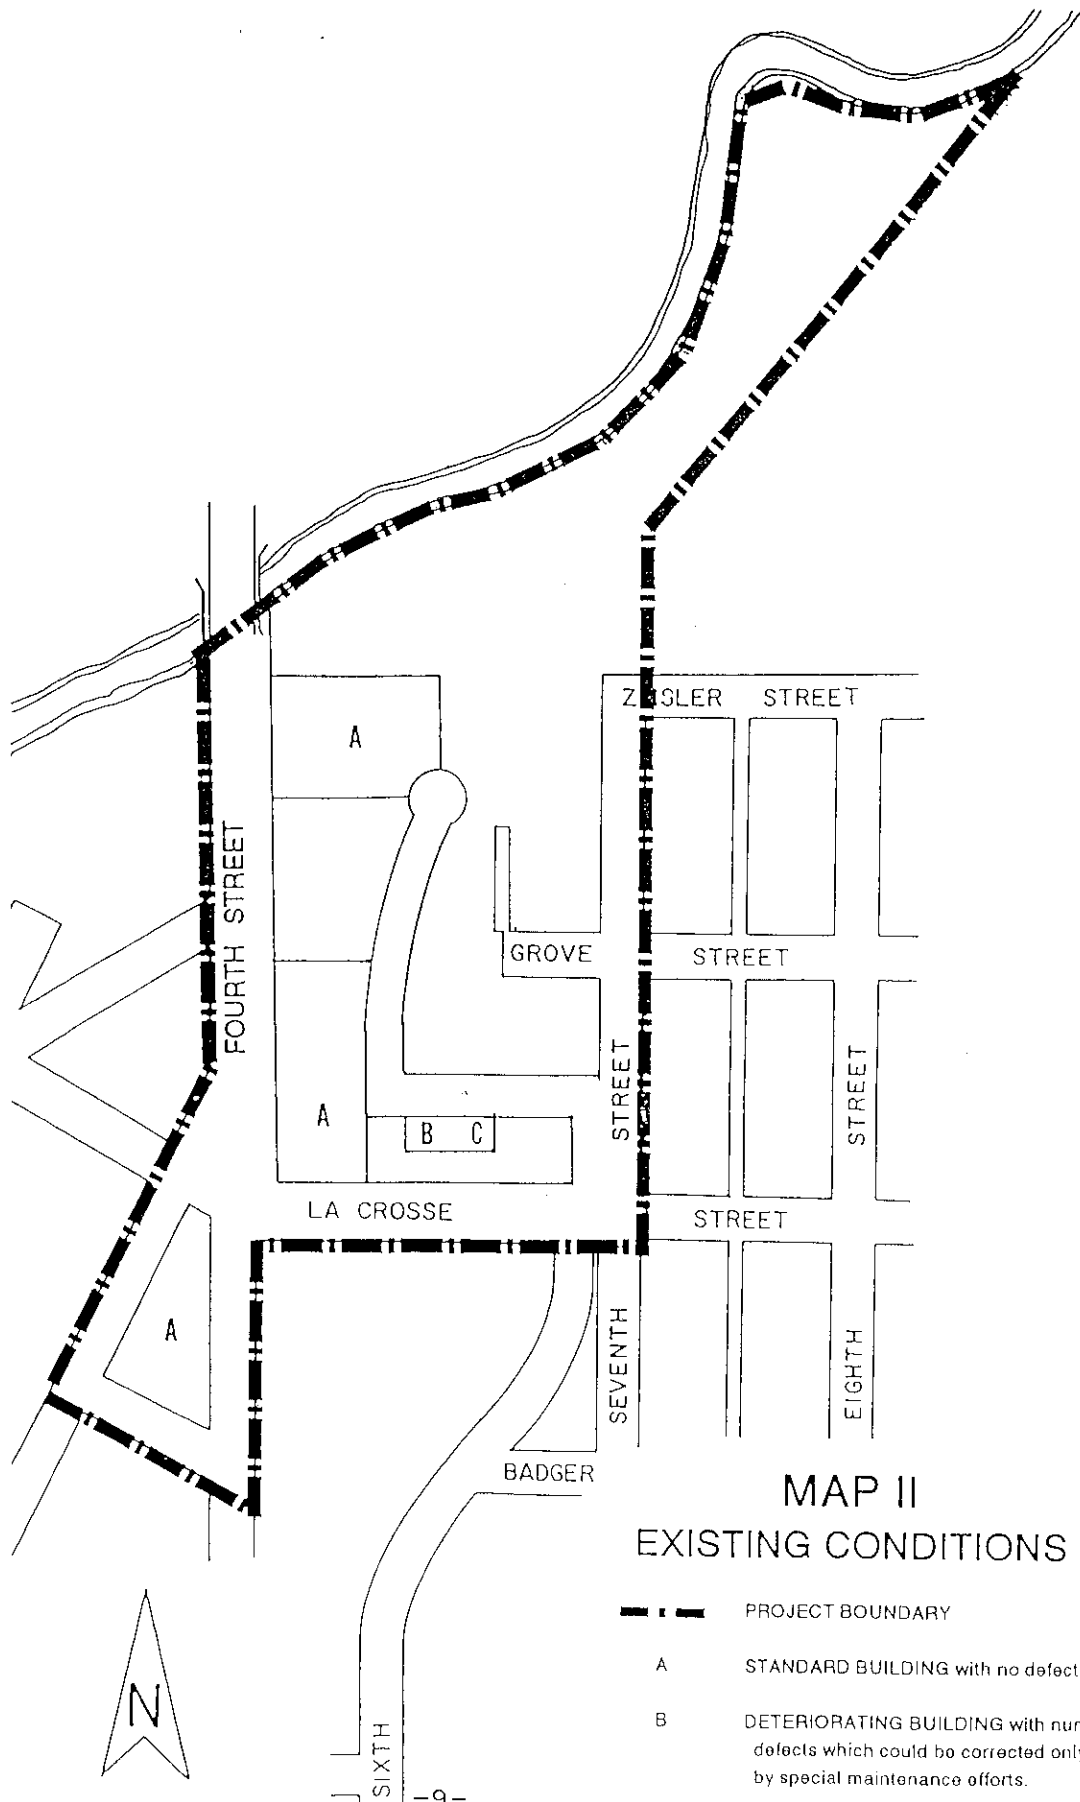 A
STREET
FOURTH STREET
GROVE STREET
STREET
STREET
A
B C
LA CROSSE STREET
A
SEVENTH
EIGHTH
BADGER
MAP II
EXISTING CONDITIONS
PROJECT BOUNDARY
A STANDARD BUILDING with no defect
B DETERIORATING BUILDING with
defects which could be corrected only
by special maintenance efforts.
N
SIXTH
-9-